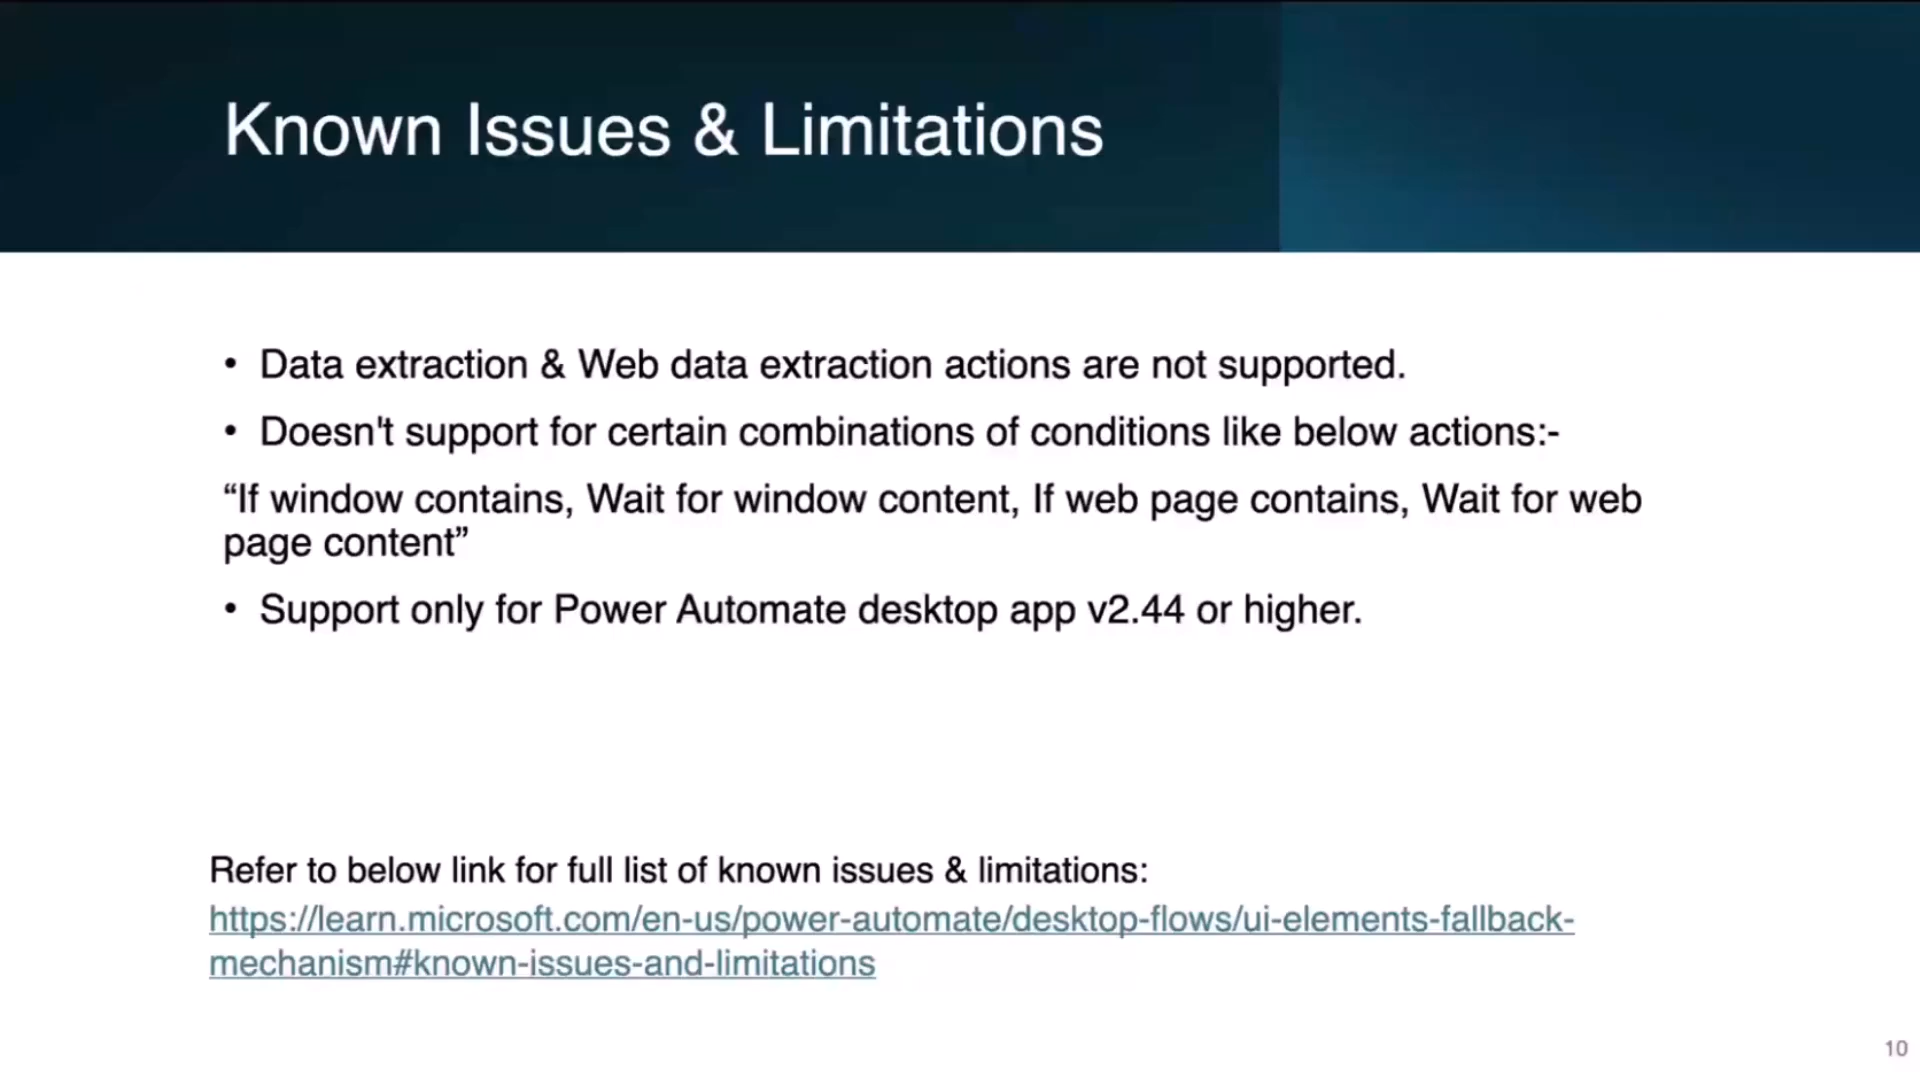 Known Issues & Limitations
• Data extraction & Web data extraction actions are not supported.
• Doesn't support for certain combinations of conditions like below actions:-
“If window contains, Wait for window content, If web page contains, Wait for web
page content”
• Support only for Power Automate desktop app v2.44 or higher.
Refer to below link for full list of known issues & limitations:
https://learn.microsoft.com/en-us/power-automate/desktop-flows/ui-elements-fallback-
mechanism#known-issues-and-limitations
10